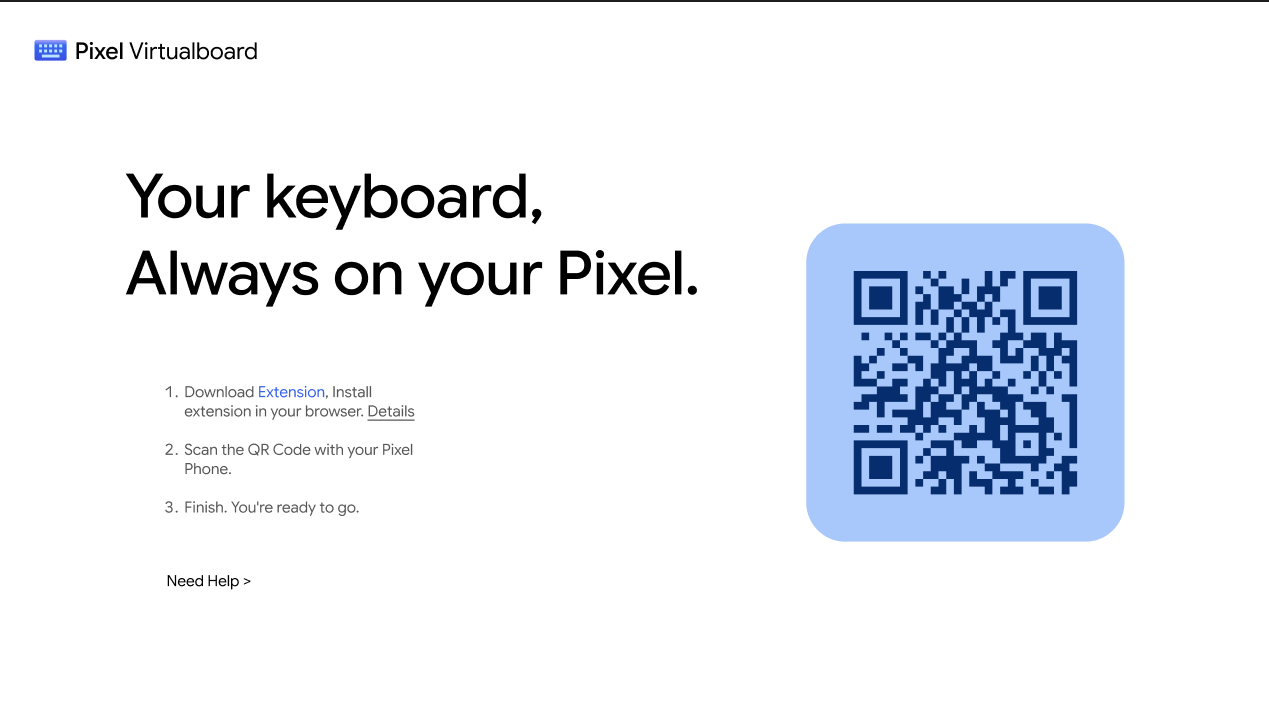 Pixel Virtualboard
Your keyboard,
Always on your Pixel.
1. Download Extension, Install
extension in your browser. Details
2. Scan the QR Code with your Pixel
Phone.
3. Finish. You're ready to go.
Need Help >